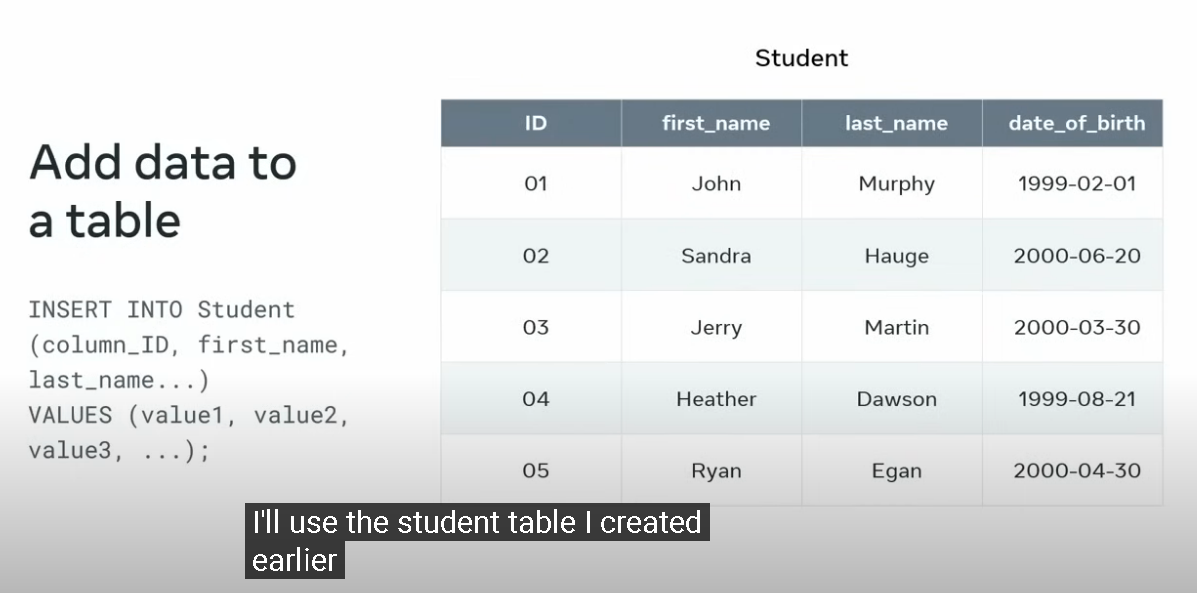 Student
Add data to
a table
INSERT INTO Student
(column_ID, first_name,
last_name...)
VALUES (value1, value2,
value3, ...);
ID first_name last_name date_of_birth
01 John Murphy 1999-02-01
02 Sandra Hauge 2000-06-20
03 Jerry Martin 2000-03-30
04 Heather Dawson 1999-08-21
05 Ryan Egan 2000-04-30
I'll use the student table I created
earlier